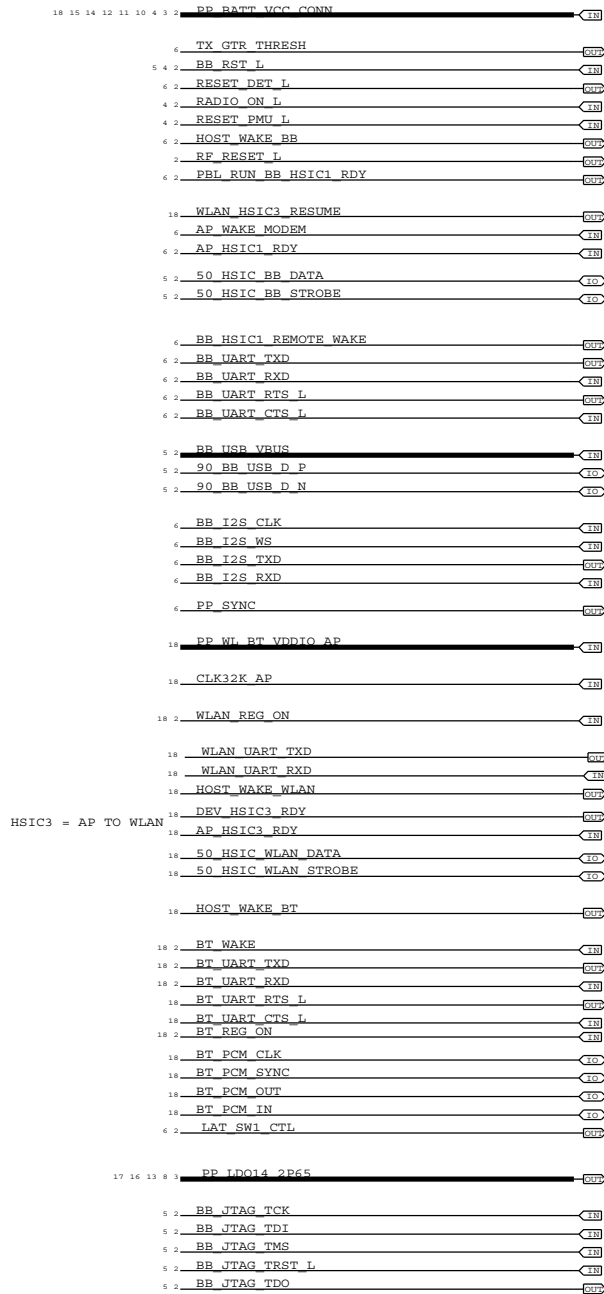 18 15 14 12 11 10 4 3 2 PP_BATT_VCC_CONN IN
6 TX_GTR_THRESH OUT
5 4 2 BB_RST_L IN
6 2 RESET_DET_L OUT
4 2 RADIO_ON_L IN
4 2 RESET_PMU_L IN
6 2 HOST_WAKE_BB OUT
2 RF_RESET_L OUT
6 2 PBL_RUN_BB_HSIC1_RDY OUT
18 WLAN_HSIC3_RESUME OUT
6 AP_WAKE_MODEM IN
6 2 AP_HSIC1_RDY IN
5 2 50_HSIC_BB_DATA IO
5 2 50_HSIC_BB_STROBE IO
6 BB_HSIC1_REMOTE_WAKE OUT
6 2 BB_UART_TXD OUT
6 2 BB_UART_RXD IN
6 2 BB_UART_RTS_L OUT
6 2 BB_UART_CTS_L IN
5 2 BB_USB_VBUS IN
5 2 90_BB_USB_D_P IO
5 2 90_BB_USB_D_N IO
6 BB_I2S_CLK IN
6 BB_I2S_WS IN
6 BB_I2S_TXD OUT
6 BB_I2S_RXD IN
6 PP_SYNC OUT
18 PP_WL_BT_VDDIO_AP IN
18 CLK32K_AP IN
18 2 WLAN_REG_ON IN
18 WLAN_UART_TXD OUT
18 WLAN_UART_RXD IN
18 HOST_WAKE_WLAN OUT
18 DEV_HSIC3_RDY OUT
HSIC3 = AP TO WLAN
18 AP_HSIC3_RDY IN
18 50_HSIC_WLAN_DATA IO
18 50_HSIC_WLAN_STROBE IO
18 HOST_WAKE_BT OUT
18 2 BT_WAKE IN
18 2 BT_UART_TXD OUT
18 2 BT_UART_RXD IN
18 BT_UART_RTS_L OUT
18 BT_UART_CTS_L IN
18 2 BT_REG_ON IN
18 BT_PCM_CLK IO
18 BT_PCM_SYNC IO
18 BT_PCM_OUT IO
18 BT_PCM_IN IO
6 2 LAT_SW1_CTL OUT
17 16 13 8 3 PP_LDO14_2P65 OUT
5 2 BB_JTAG_TCK IN
5 2 BB_JTAG_TDI IN
5 2 BB_JTAG_TMS IN
5 2 BB_JTAG_TRST_L IN
5 2 BB_JTAG_TDO OUT